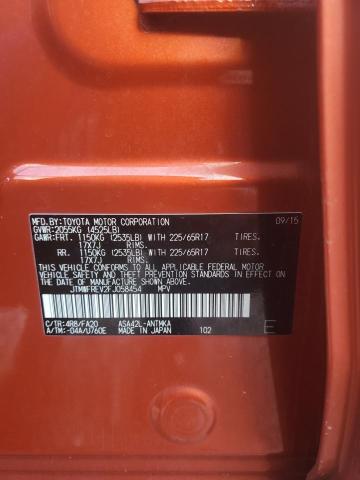 MFD.BY:TOYOTA MOTOR CORPORATION 09/15
GVWR:2055KG (4525LB)
GAWR:FRT. 1150KG (2535LB) WITH 225/65R17 TIRES.
17X7J RIMS.
RR. 1150KG (2535LB) WITH 225/65R17 TIRES.
17X7J RIMS.
THIS VEHICLE CONFORMS TO ALL APPLICABLE
FEDERAL MOTOR VEHICLE SAFETY, BUMPER, AND
THEFT PREVENTION STANDARDS IN EFFECT ON
THE DATE OF MANUFACTURE SHOWN ABOVE.
JTMWFREV2FJ058454 MPV
C/TR:4R8/FA20 ASA42L-ANTMKA
A/TM:-04A/U760E MADE IN JAPAN 102 E